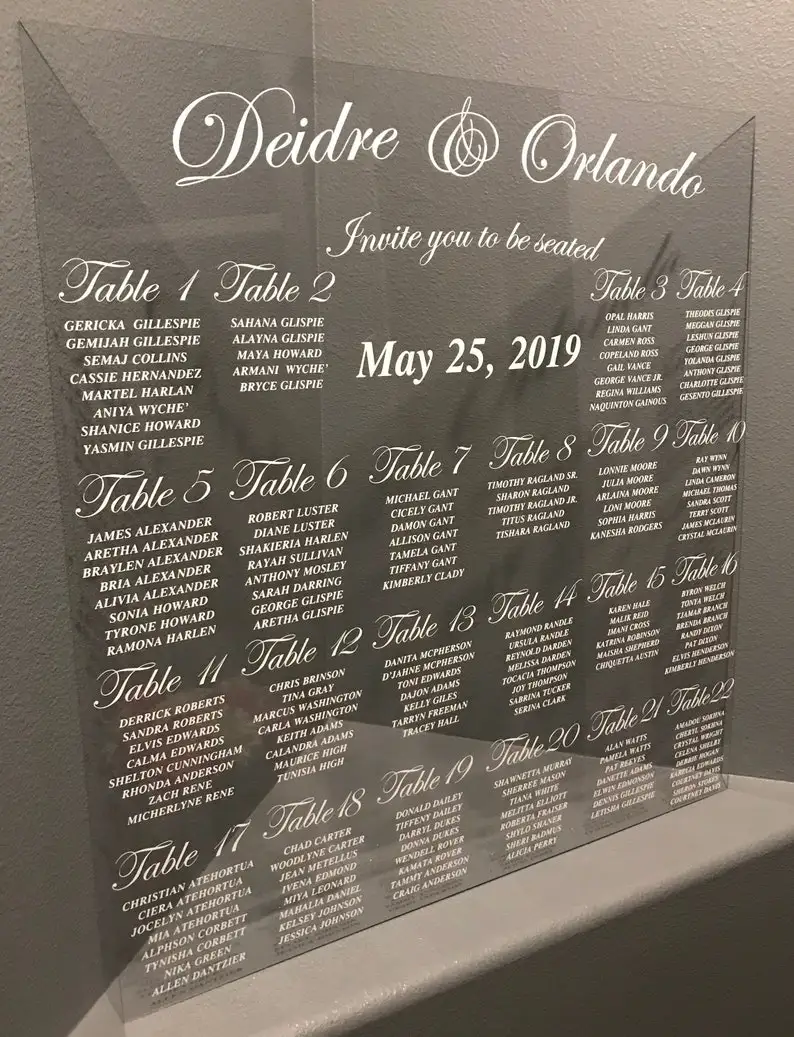 Deidre & Orlando
Invite you to be seated
May 25, 2019
Table 1
GERICKA GILLESPIE
GEMIJAH GILLESPIE
SEMAJ COLLINS
CASSIE HERNANDEZ
MARTEL HARLAN
ANIYA WYCHE'
SHANICE HOWARD
YASMIN GILLESPIE
Table 2
SAHANA GLISPIE
ALAYNA GLISPIE
MAYA HOWARD
ARMANI WYCHE'
BRYCE GLISPIE
Table 3
OPAL HARRIS
LINDA GANT
CARMEN ROSS
COPELAND ROSS
GAIL VANCE
GEORGE VANCE JR.
REGINA WILLIAMS
NAQUINTON GAINOUS
Table 4
THEODIS GLISPIE
MEGGAN GLISPIE
LESHUN GLISPIE
GEORGE GLISPIE
YOLANDA GLISPIE
ANTHONY GLISPIE
CHARLOTTE GLISPIE
GESENTO GILLESPIE
Table 5
JAMES ALEXANDER
ARETHA ALEXANDER
BRAYLEN ALEXANDER
BRIA ALEXANDER
ALIVIA ALEXANDER
SONIA HOWARD
TYRONE HOWARD
RAMONA HARLEN
Table 6
ROBERT LUSTER
DIANE LUSTER
SHAKIERIA HARLEN
RAYAH SULLIVAN
ANTHONY MOSLEY
SARAH DARRING
GEORGE GLISPIE
ARETHA GLISPIE
Table 7
MICHAEL GANT
CICELY GANT
DAMON GANT
ALLISON GANT
TAMELA GANT
TIFFANY GANT
KIMBERLY CLADY
Table 8
TIMOTHY RAGLAND SR.
SHARON RAGLAND
TIMOTHY RAGLAND JR.
TITUS RAGLAND
TISHARA RAGLAND
Table 9
LONNIE MOORE
JULIA MOORE
ARLAINA MOORE
LONI MOORE
SOPHIA HARRIS
KANESHA RODGERS
Table 10
RAY WYNN
DAWN WYNN
LINDA CAMERON
MICHAEL THOMAS
SANDRA SCOTT
TERRY SCOTT
JAMES MCLAURIN
CRYSTAL MCLAURIN
Table 11
DERRICK ROBERTS
SANDRA ROBERTS
ELVIS EDWARDS
CALMA EDWARDS
SHELTON CUNNINGHAM
RHONDA ANDERSON
ZACH RENE
MICHERLYNE RENE
Table 12
CHRIS BRINSON
TINA GRAY
MARCUS WASHINGTON
CARLA WASHINGTON
KEITH ADAMS
CALANDRA ADAMS
MAURICE HIGH
TUNISIA HIGH
Table 13
DANITA MCPHERSON
D'JAHNE MCPHERSON
TONI EDWARDS
DAJON ADAMS
KELLY GILES
TARRYN FREEMAN
TRACEY HALL
Table 14
RAYMOND RANDLE
URSULA RANDLE
REYNOLD DARDEN
MELISSA DARDEN
TOCACIA THOMPSON
JOY THOMPSON
SABRINA TUCKER
SERINA CLARK
Table 15
KAREN HALE
MALIK REID
IMANI CROSS
KATRINA ROBINSON
MAISHA SHEPHERD
CHIQUETTA AUSTIN
Table 16
BYRON WELCH
TONYA WELCH
TJAMAR BRANCH
BRENDA BRANCH
RANDY DIXON
PAT DIXON
ELVIS HENDERSON
KIMBERLY HENDERSON
Table 17
CHRISTIAN ATEHORTUA
CIERA ATEHORTUA
JOCELYN ATEHORTUA
MIA ATEHORTUA
ALPHSON CORBETT
TYNISHA CORBETT
NIKA GREEN
ALLEN DANTZIER
Table 18
CHAD CARTER
WOODLYNE CARTER
JEAN METELLUS
IVENA EDMOND
MIYA LEONARD
MAHALIA DANIEL
KELSEY JOHNSON
JESSICA JOHNSON
Table 19
DONALD DAILEY
TIFFENY DAILEY
DARRYL DUKES
DONNA DUKES
WENDELL ROVER
KAMATA ROVER
TAMMY ANDERSON
CRAIG ANDERSON
Table 20
SHAWNETTA MURRAY
SHERREE MASON
TIANA WHITE
MELITTA ELLIOTT
ROBERTA FRAISER
SHYLO SHANER
SHERI BADMUS
ALICIA PERRY
Table 21
ALAN WATTS
PAMELA WATTS
PAT REEVES
DANETTE ADAMS
ELWIN EDMONSON
DENNIS GILLESPIE
LETISHA GILLESPIE
Table 22
AMADOU SOKHNA
CHERYL SOKHNA
CRYSTAL WRIGHT
CELENA SHELBY
DEBBIE HOGAN
EDWARDS
COURTNEY DAVIS
SHERON STOKES
COURTNEY DAVIS